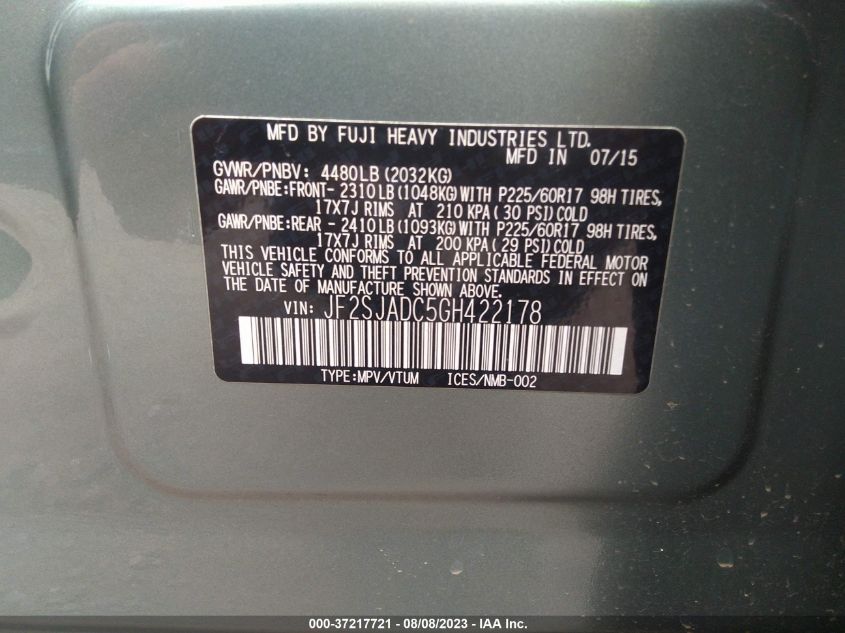 MFD BY FUJI HEAVY INDUSTRIES LTD.
MFD IN 07/15
GVWR/PNBV: 4480LB (2032KG)
GAWR/PNBE:FRONT- 2310LB(1048KG)WITH P225/60R17 98H TIRES,
17X7J RIMS AT 210 KPA(30 PSI)COLD
GAWR/PNBE:REAR - 2410LB(1093KG)WITH P225/60R17 98H TIRES,
17X7J RIMS AT 200 KPA(29 PSI)COLD
THIS VEHICLE CONFORMS TO ALL APPLICABLE FEDERAL MOTOR
VEHICLE SAFETY AND THEFT PREVENTION STANDARDS IN EFFECT ON
THE DATE OF MANUFACTURE SHOWN ABOVE.
VIN: JF2SJADC5GH422178
TYPE:MPV/VTUM ICES/NMB-002
000-37217721 - 08/08/2023 - IAA Inc.